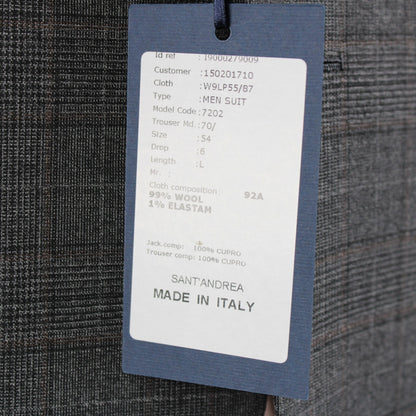 Id ref : 19000279009
Customer : 150201710
Cloth : W9LP55/87
Type : MEN SUIT
Model Code : 7202
Trouser Md. : 70/
Size : 54
Drop : 6
Length : L
Mr. :
Cloth composition 92A
99% WOOL
1% ELASTAM
Jack.comp: 100% CUPRO
Trouser comp: 100% CUPRO
SANT'ANDREA
MADE IN ITALY